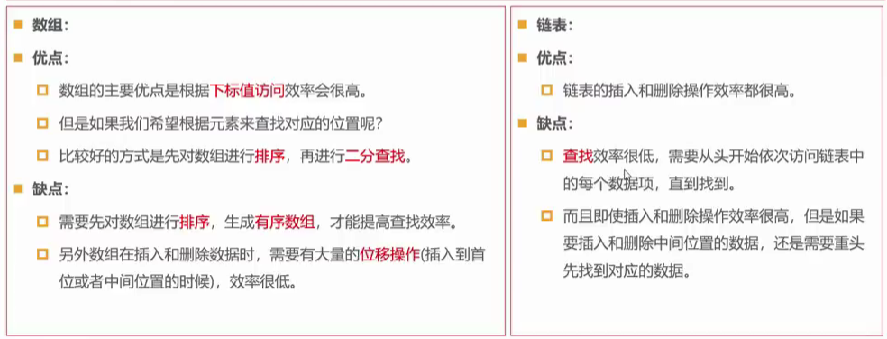 数组：
优点：
数组的主要优点是根据下标值访问效率会很高。
但是如果我们希望根据元素来查找对应的位置呢？
比较好的方式是先对数组进行排序，再进行二分查找。
缺点：
需要先对数组进行排序，生成有序数组，才能提高查找效率。
另外数组在插入和删除数据时，需要有大量的位移操作(插入到首
位或者中间位置的时候)，效率很低。
链表：
优点：
链表的插入和删除操作效率都很高。
缺点：
查找效率很低，需要从头开始依次访问链表中
的每个数据项，直到找到。
而且即使插入和删除操作效率很高，但是如果
要插入和删除中间位置的数据，还是需要重头
先找到对应的数据。